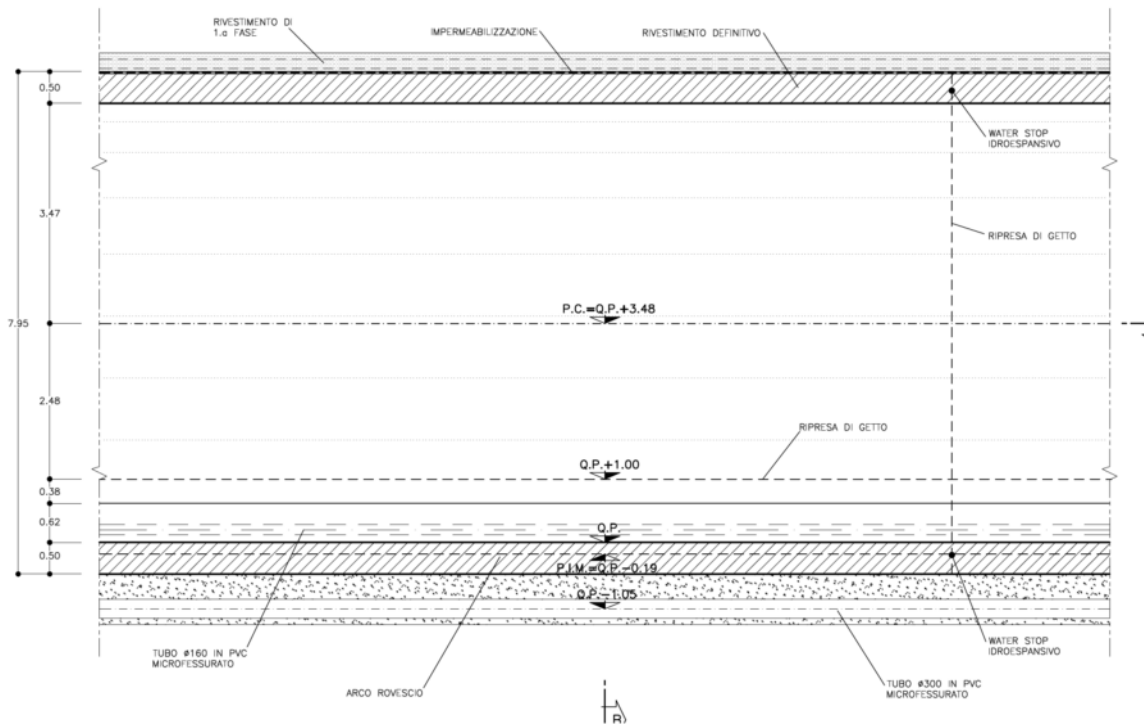 RIVESTIMENTO DI
1.a FASE
IMPERMEABILIZZAZIONE
RIVESTIMENTO DEFINITIVO
0.50
WATER STOP
IDROESPANSIVO
3.47
RIPRESA DI GETTO
P.C.=Q.P.+3.48
7.95
2.48
RIPRESA DI GETTO
Q.P.+1.00
0.38
0.62
Q.P.
0.50
P.I.M.=Q.P.-0.19
Q.P.-1.05
TUBO ø160 IN PVC
MICROFESSURATO
WATER STOP
IDROESPANSIVO
ARCO ROVESCIO
TUBO ø300 IN PVC
MICROFESSURATO
B